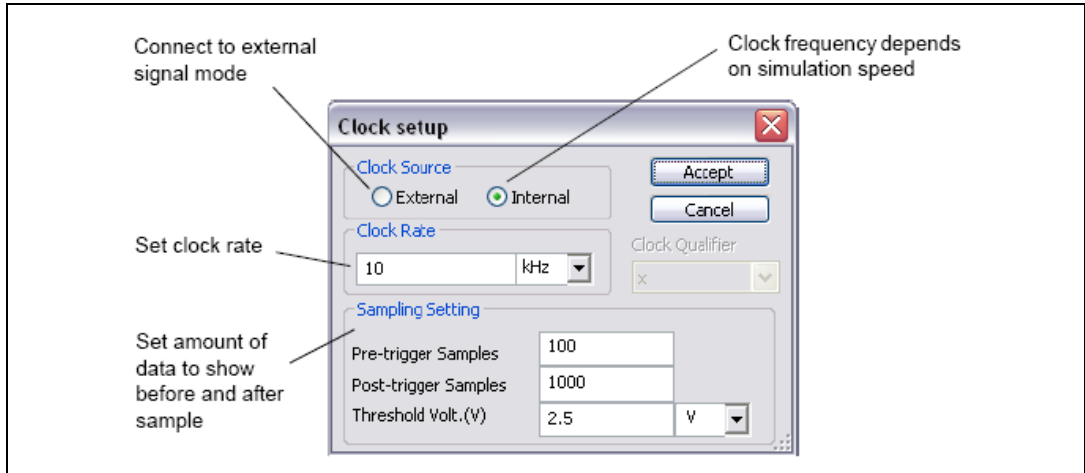 Connect to external
signal mode
Clock frequency depends
on simulation speed
Clock setup
Clock Source
External
Internal
Accept
Cancel
Set clock rate
Clock Rate
10
kHz
Clock Qualifier
x
Sampling Setting
Set amount of
data to show
before and after
sample
Pre-trigger Samples
100
Post-trigger Samples
1000
Threshold Volt.(V)
2.5
V